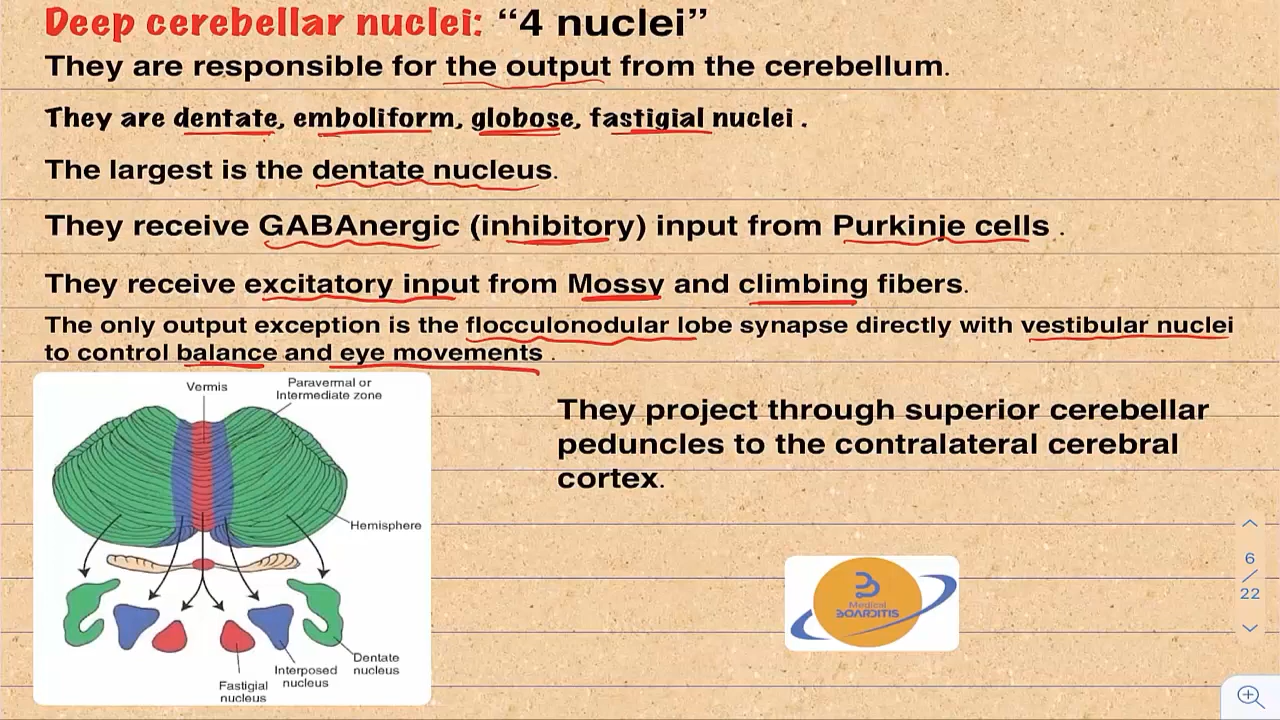 Deep cerebellar nuclei: “4 nuclei”
They are responsible for the output from the cerebellum.
They are dentate, emboliform, globose, fastigial nuclei .
The largest is the dentate nucleus.
They receive GABAnergic (inhibitory) input from Purkinje cells .
They receive excitatory input from Mossy and climbing fibers.
The only output exception is the flocculonodular lobe synapse directly with vestibular nuclei
to control balance and eye movements .
Vermis
Paravermal or
Intermediate zone
Hemisphere
Dentate
nucleus
Interposed
nucleus
Fastigial
nucleus
They project through superior cerebellar
peduncles to the contralateral cerebral
cortex.
Medical
BOARDITIS
6
/
22